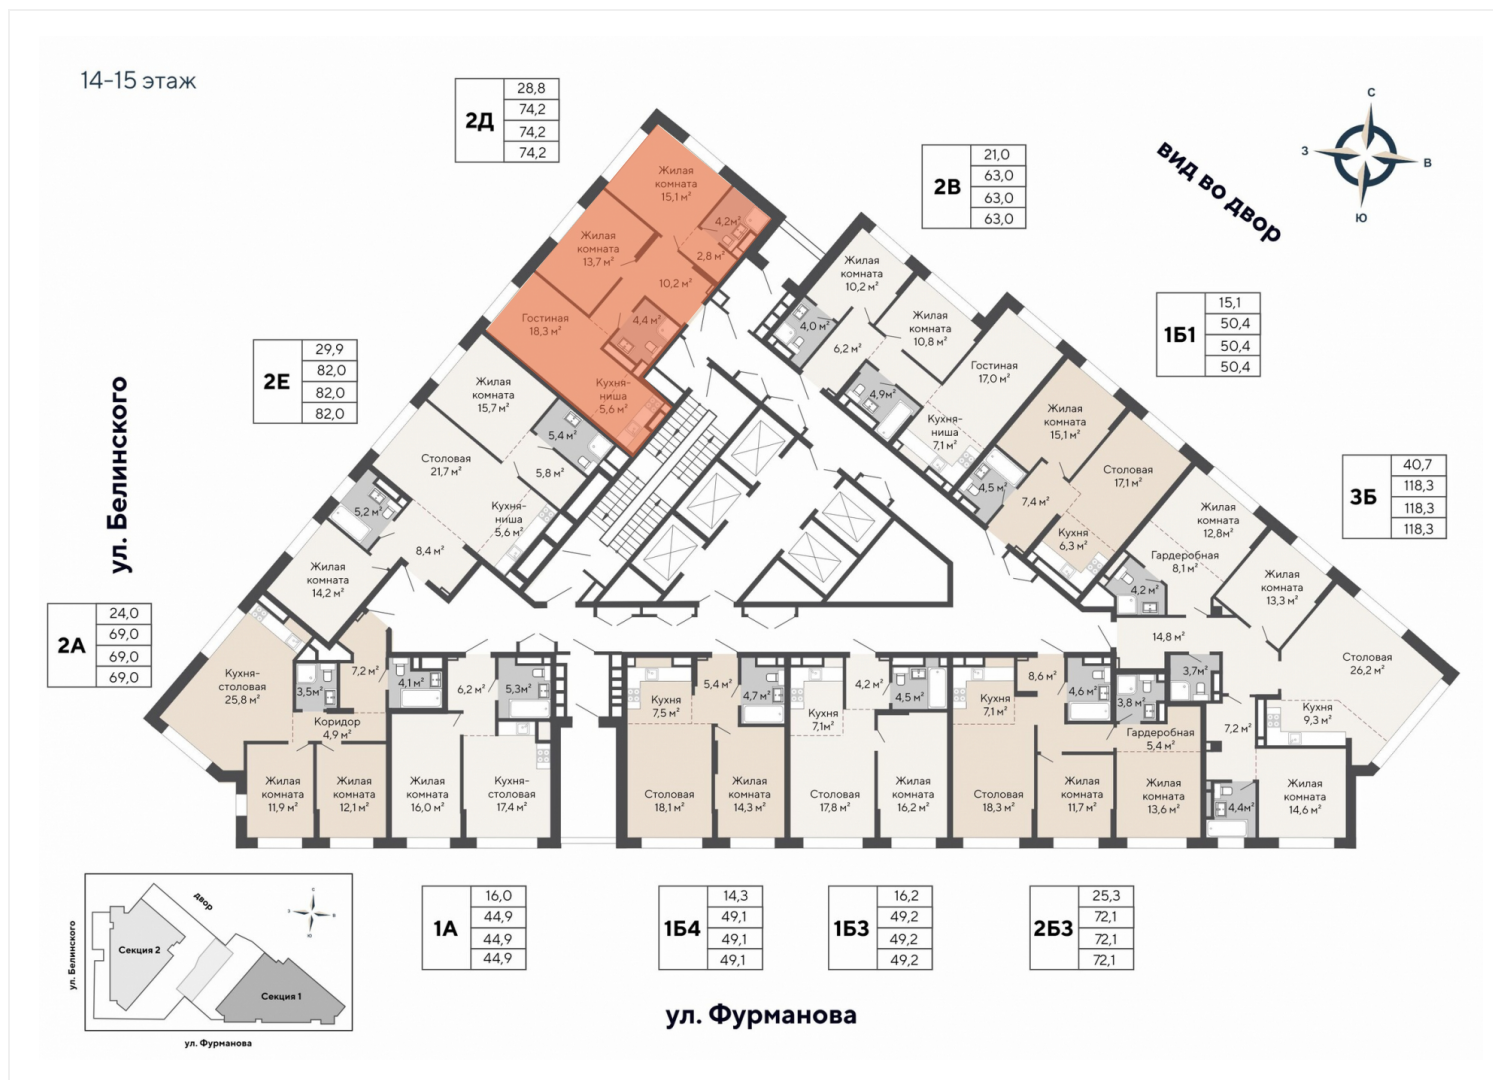 14-15 этаж
2Д
28,8
74,2
74,2
74,2
2В
21,0
63,0
63,0
63,0
вид во двор
С
З
В
Ю
1Б1
15,1
50,4
50,4
50,4
2Е
29,9
82,0
82,0
82,0
3Б
40,7
118,3
118,3
118,3
2А
24,0
69,0
69,0
69,0
ул. Белинского
Жилая
комната
15,1 м²
4,2м²
2,8 м²
Жилая
комната
13,7 м²
10,2 м²
Гостиная
18,3 м²
4,4 м²
Кухня-
ниша
5,6 м²
Жилая
комната
15,7 м²
5,4 м²
5,8 м²
Столовая
21,7 м²
Кухня-
ниша
5,6 м²
5,2 м²
8,4 м²
Жилая
комната
14,2 м²
Жилая
комната
10,2 м²
4,0 м²
6,2 м²
Жилая
комната
10,8 м²
4,9м²
Гостиная
17,0 м²
Кухня-
ниша
7,1 м²
Жилая
комната
15,1 м²
4,5 м²
7,4 м²
Столовая
17,1 м²
Кухня
6,3 м²
Жилая
комната
12,8м²
Гардеробная
8,1 м²
4,2 м²
Жилая
комната
13,3 м²
14,8 м²
3,7м²
Столовая
26,2 м²
Кухня
9,3 м²
7,2 м²
4,4м²
Жилая
комната
14,6 м²
Кухня-
столовая
25,8 м²
3,5м²
7,2 м²
Коридор
4,9 м²
Жилая
комната
11,9 м²
Жилая
комната
12,1 м²
4,1 м²
6,2 м²
5,3м²
Жилая
комната
16,0 м²
Кухня-
столовая
17,4 м²
Кухня
7,5 м²
5,4 м²
4,7 м²
Столовая
18,1 м²
Жилая
комната
14,3 м²
Кухня
7,1м²
4,2 м²
4,5 м²
Столовая
17,8 м²
Жилая
комната
16,2 м²
Кухня
7,1 м²
8,6 м²
4,6 м²
3,8 м²
Гардеробная
5,4 м²
Столовая
18,3 м²
Жилая
комната
11,7 м²
Жилая
комната
13,6 м²
1А
16,0
44,9
44,9
44,9
1Б4
14,3
49,1
49,1
49,1
1Б3
16,2
49,2
49,2
49,2
2Б3
25,3
72,1
72,1
72,1
ул. Фурманова
двор
С
З
В
Ю
ул. Белинского
Секция 2
Секция 1
ул. Фурманова